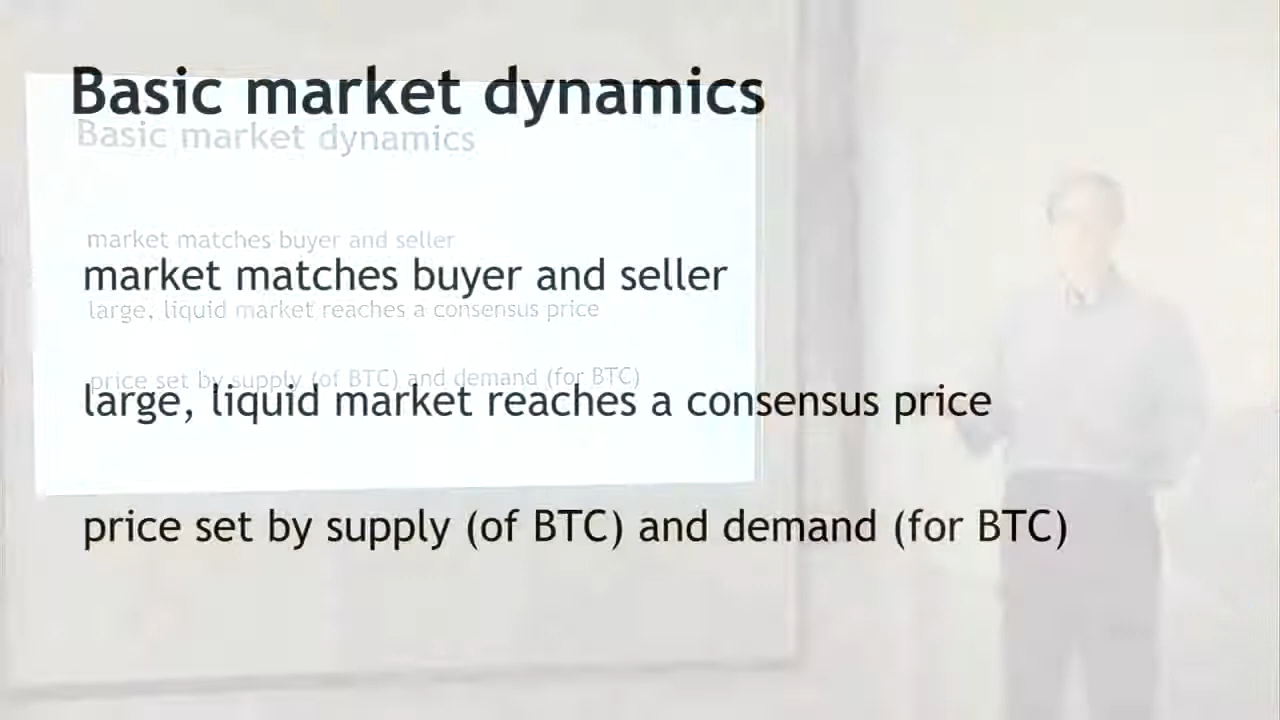 Basic market dynamics
Basic market dynamics
market matches buyer and seller
market matches buyer and seller
large, liquid market reaches a consensus price
price set by supply (of BTC) and demand (for BTC)
large, liquid market reaches a consensus price
price set by supply (of BTC) and demand (for BTC)